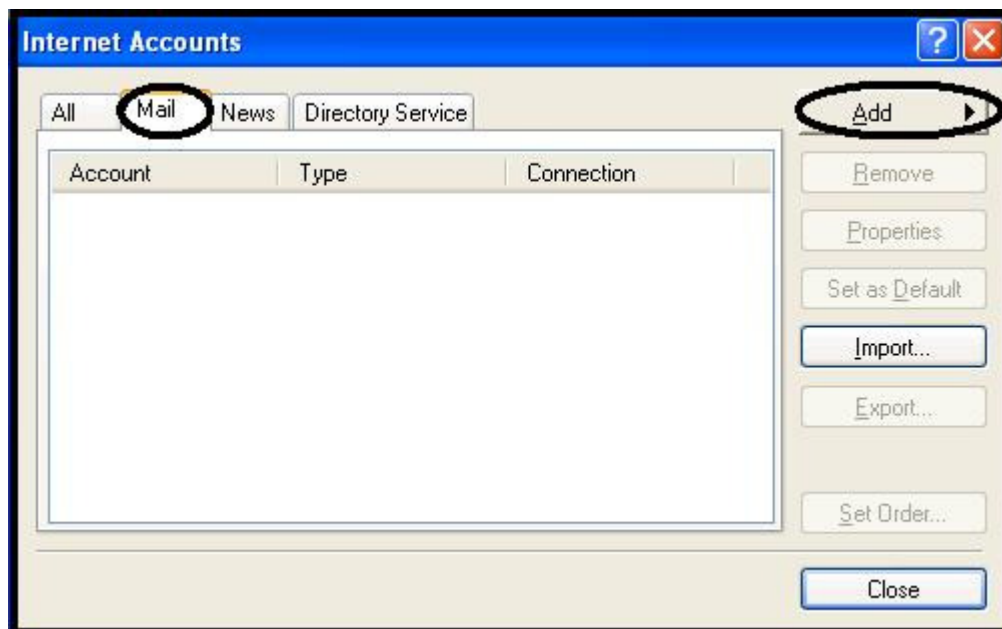 Internet Accounts
All Mail News Directory Service
Add
Account Type Connection
Remove
Properties
Set as Default
Import...
Export...
Set Order...
Close